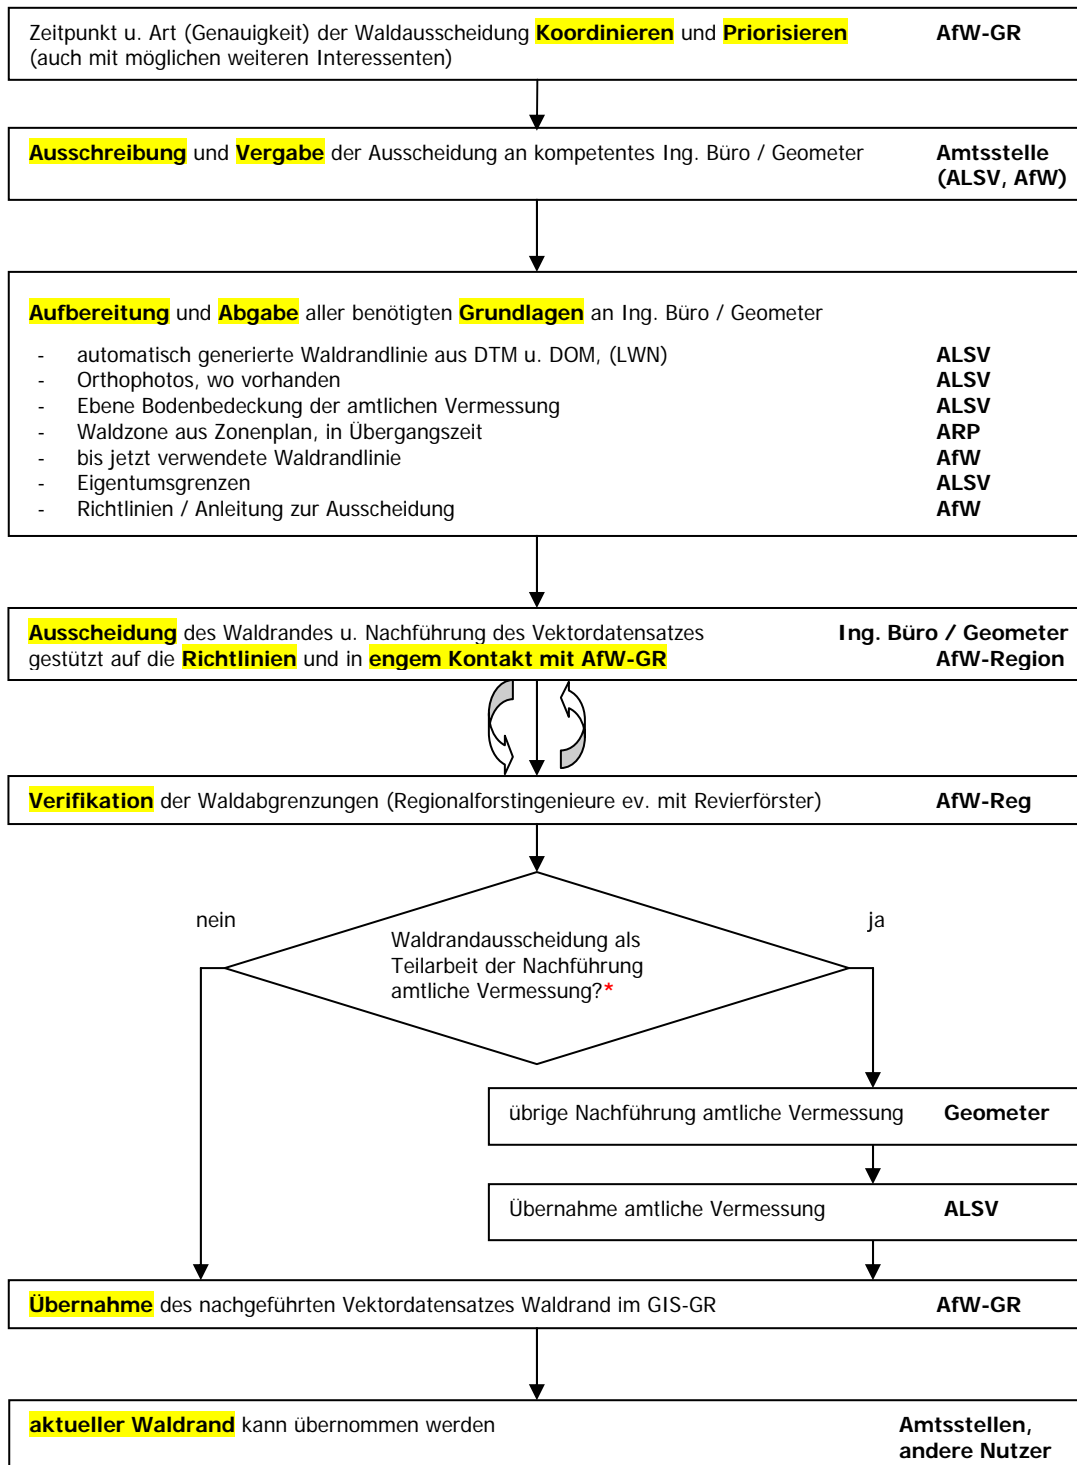 Zeitpunkt u. Art (Genauigkeit) der Waldausscheidung Koordinieren und Priorisieren AfW-GR
(auch mit möglichen weiteren Interessenten)
Ausschreibung und Vergabe der Ausscheidung an kompetentes Ing. Büro / Geometer Amtsstelle
(ALSV, AfW)
Aufbereitung und Abgabe aller benötigten Grundlagen an Ing. Büro / Geometer
- automatisch generierte Waldrandlinie aus DTM u. DOM, (LWN) ALSV
- Orthophotos, wo vorhanden ALSV
- Ebene Bodenbedeckung der amtlichen Vermessung ALSV
- Waldzone aus Zonenplan, in Übergangszeit ARP
- bis jetzt verwendete Waldrandlinie AfW
- Eigentumsgrenzen ALSV
- Richtlinien / Anleitung zur Ausscheidung AfW
Ausscheidung des Waldrandes u. Nachführung des Vektordatensatzes Ing. Büro / Geometer
gestützt auf die Richtlinien und in engem Kontakt mit AfW-GR AfW-Region
Verifikation der Waldabgrenzungen (Regionalforstingenieure ev. mit Revierförster) AfW-Reg
nein ja
Waldrandausscheidung als
Teilarbeit der Nachführung
amtliche Vermessung?*
übrige Nachführung amtliche Vermessung Geometer
Übernahme amtliche Vermessung ALSV
Übernahme des nachgeführten Vektordatensatzes Waldrand im GIS-GR AfW-GR
aktueller Waldrand kann übernommen werden Amtsstellen,
andere Nutzer